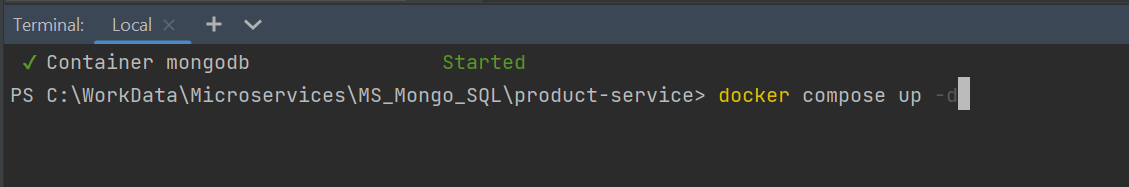 Terminal: Local
✓ Container mongodb Started
PS C:\WorkData\Microservices\MS_Mongo_SQL\product-service> docker compose up -d